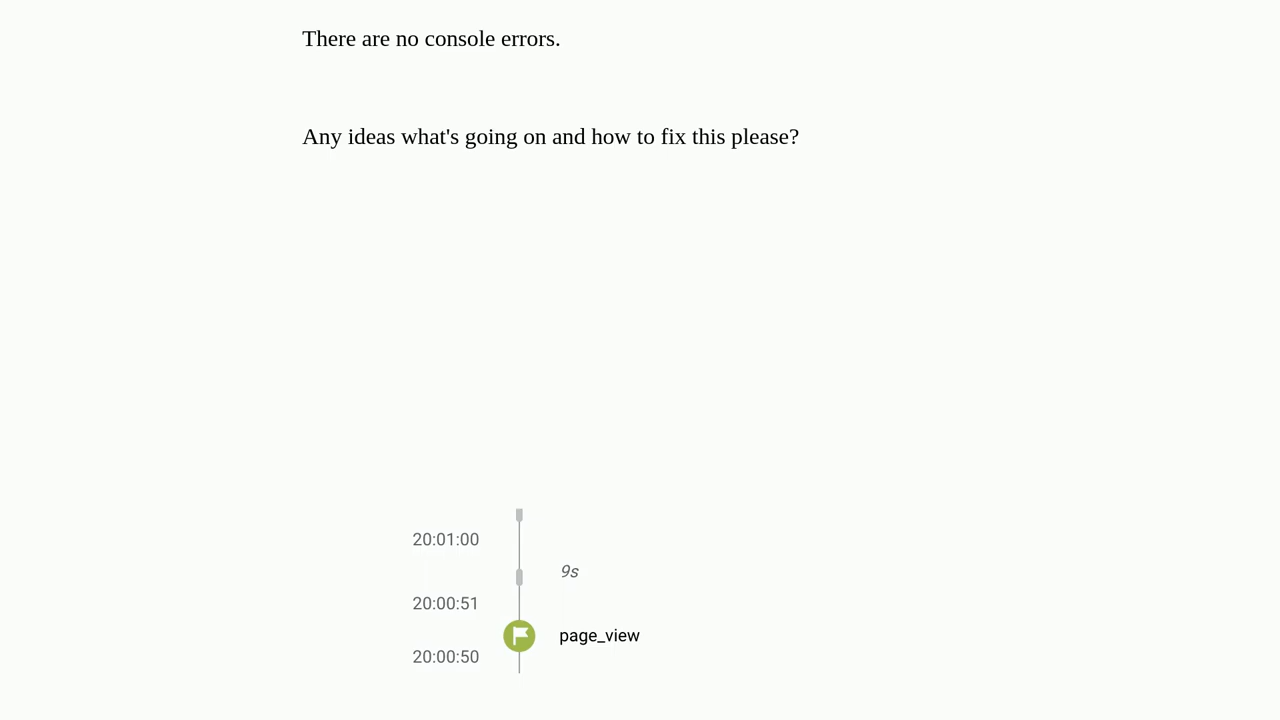 There are no console errors.
Any ideas what's going on and how to fix this please?
20:01:00
9s
20:00:51
page_view
20:00:50